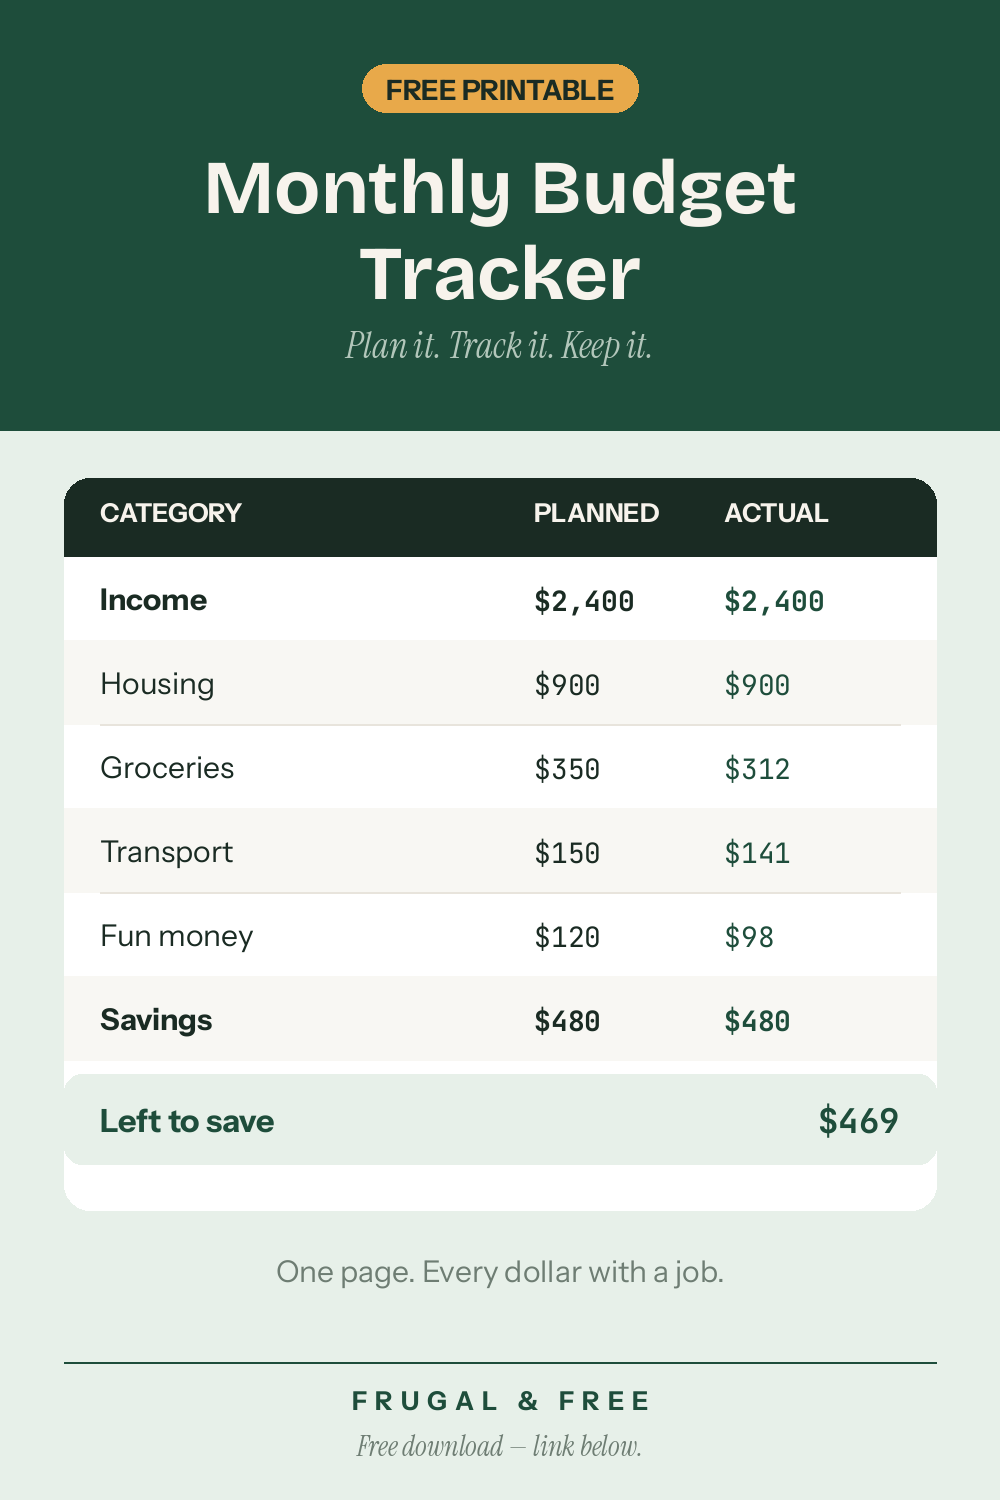 FREE PRINTABLE
Monthly Budget
Tracker
Plan it. Track it. Keep it.
CATEGORY PLANNED ACTUAL
Income $2,400 $2,400
Housing $900 $900
Groceries $350 $312
Transport $150 $141
Fun money $120 $98
Savings $480 $480
Left to save $469
One page. Every dollar with a job.
FRUGAL & FREE
Free download — link below.